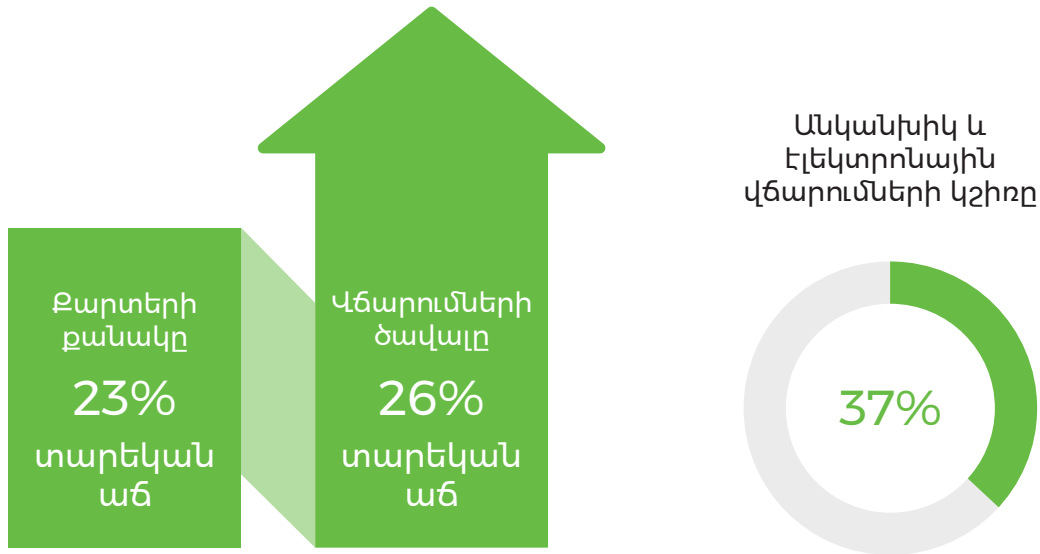 Քարտերի
քանակը
23%
տարեկան
աճ
Վճարումների
ծավալը
26%
տարեկան
աճ
Անկանխիկ և
էլեկտրոնային
վճարումների կշիռը
37%